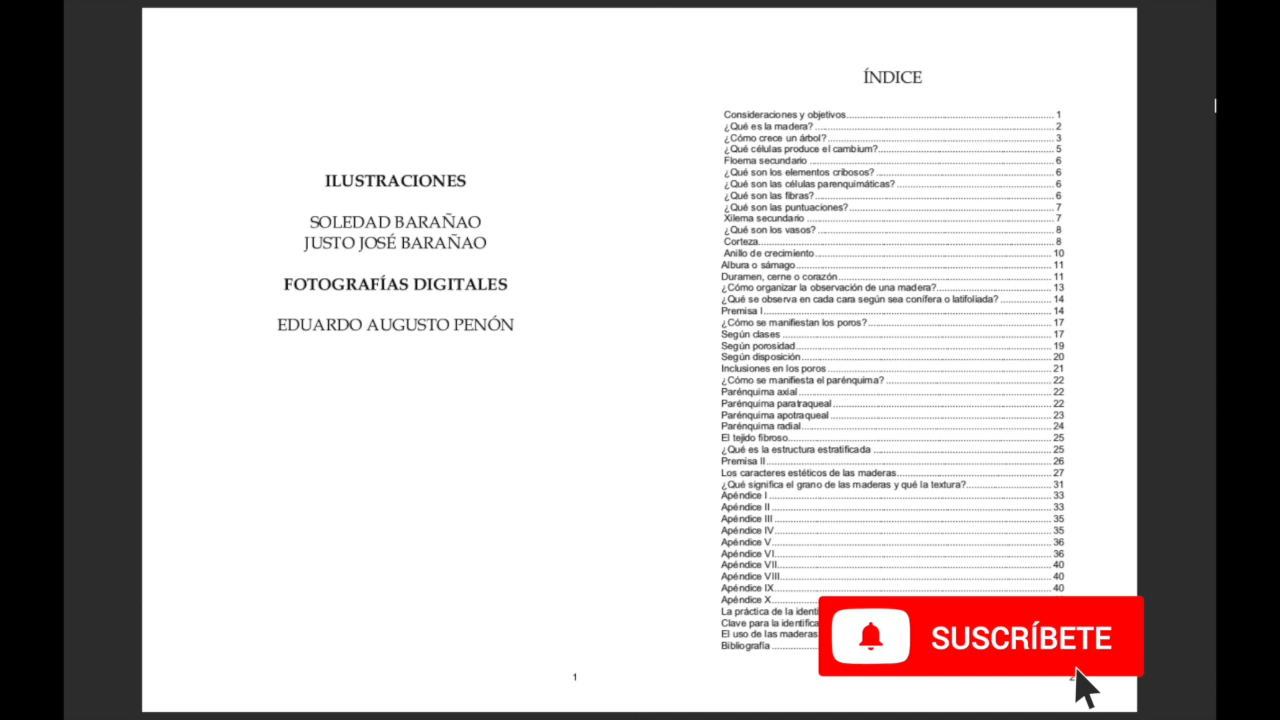 ILUSTRACIONES
SOLEDAD BARAÑAO
JUSTO JOSÉ BARAÑAO
FOTOGRAFÍAS DIGITALES
EDUARDO AUGUSTO PENÓN
1
ÍNDICE
Consideraciones y objetivos 1
¿Qué es la madera? 2
¿Cómo crece un árbol? 3
¿Qué células produce el cambium? 5
Floema secundario 6
¿Qué son los elementos cribosos? 6
¿Qué son las células parenquimáticas? 6
¿Qué son las fibras? 6
¿Qué son las puntuaciones? 7
Xilema secundario 7
¿Qué son los vasos? 8
Corteza 8
Anillo de crecimiento 10
Albura o sámago 11
Duramen, cerne o corazón 11
¿Cómo organizar la observación de una madera? 13
¿Qué se observa en cada cara según sea conífera o latifoliada? 14
Premisa I 14
¿Cómo se manifiestan los poros? 17
Según clases 17
Según porosidad 19
Según disposición 20
Inclusiones en los poros 21
¿Cómo se manifiesta el parénquima? 22
Parénquima axial 22
Parénquima paratraqueal 22
Parénquima apotraqueal 23
Parénquima radial 24
El tejido fibroso 25
¿Qué es la estructura estratificada 25
Premisa II 26
Los caracteres estéticos de las maderas 27
¿Qué significa el grano de las maderas y qué la textura? 31
Apéndice I 33
Apéndice II 33
Apéndice III 35
Apéndice IV 35
Apéndice V 36
Apéndice VI 36
Apéndice VII 40
Apéndice VIII 40
Apéndice IX 40
Apéndice X
La práctica de la
Clave para la
El uso de las maderas
Bibliografía
2
SUSCRÍBETE